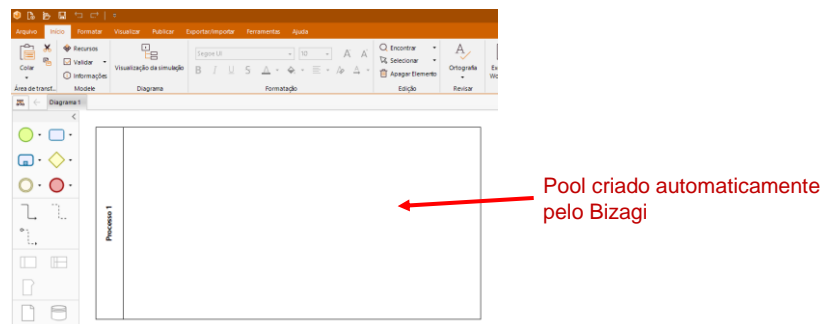 Arquivo Início Formatar Visualizar Publicar Exportar/Importar Ferramentas Ajuda
Colar
Recursos
Validar
Informações
Visualização da simulação
Segoe UI 10 A A
B I U S A A
Encontrar
Selecionar
Apagar Elemento
Ortografia
Área de transf... Modele Diagrama Formatação Edição Revisar
Diagrama 1
Processo 1
Pool criado automaticamente
pelo Bizagi